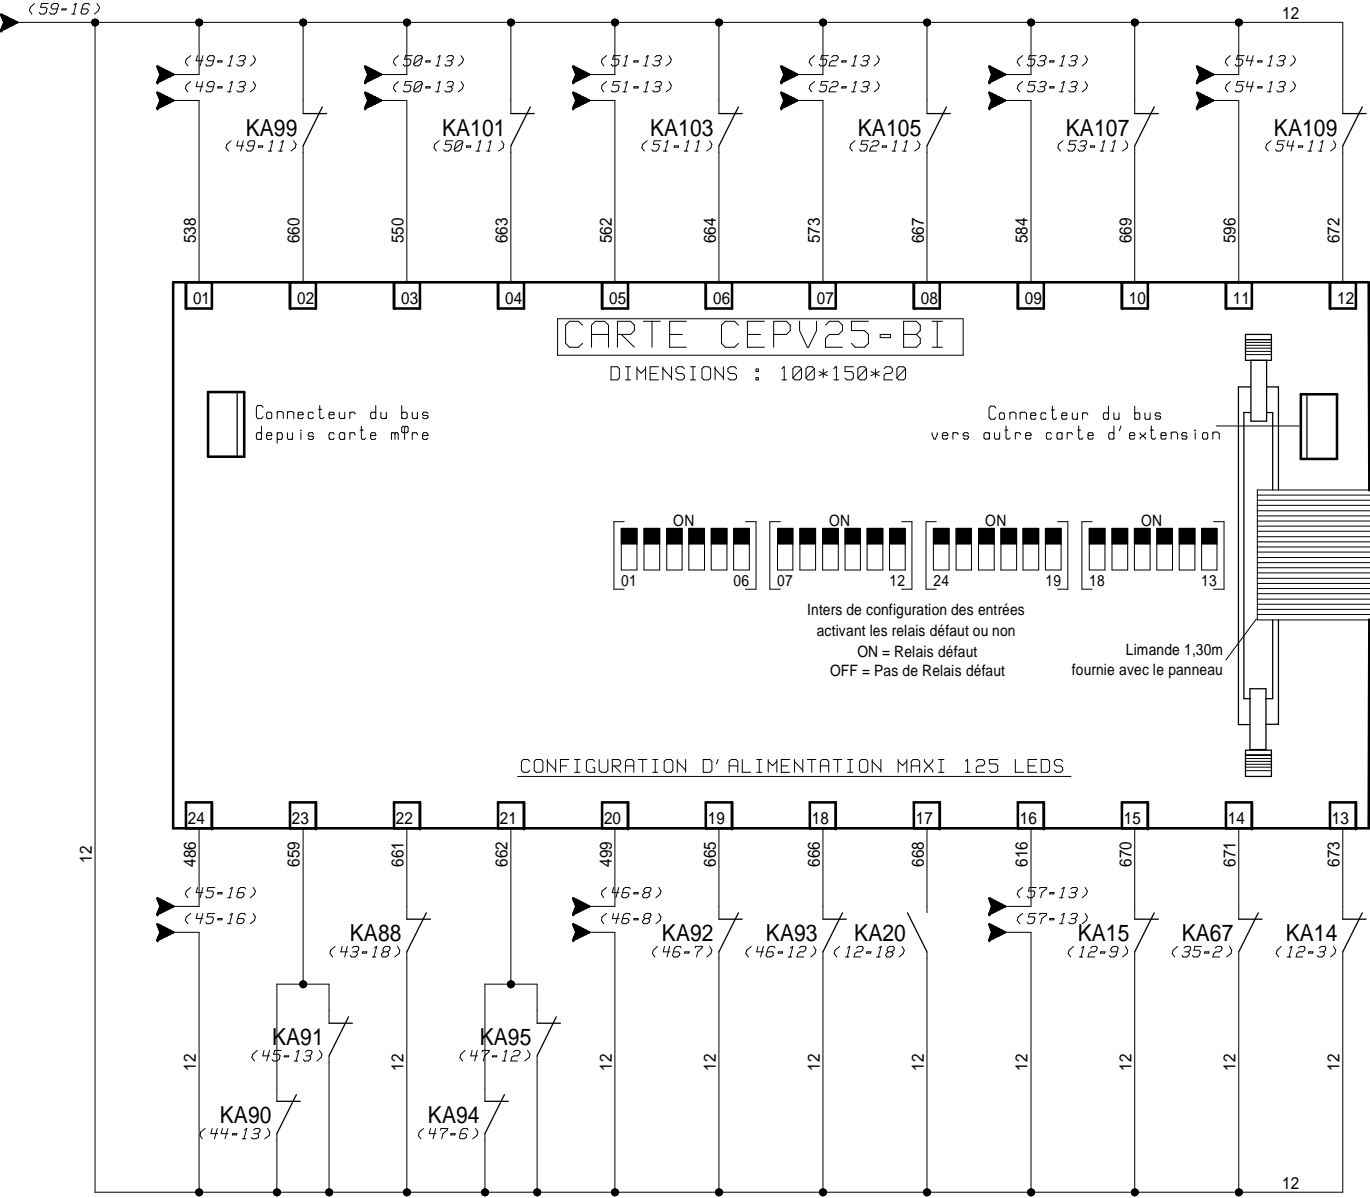 (59-16)
12
(49-13) (50-13) (51-13) (52-13) (53-13) (54-13)
(49-13) (50-13) (51-13) (52-13) (53-13) (54-13)
KA99 KA101 KA103 KA105 KA107 KA109
(49-11) (50-11) (51-11) (52-11) (53-11) (54-11)
538 660 550 663 562 664 573 667 584 669 596 672
01 02 03 04 05 06 07 08 09 10 11 12
CARTE CEPV25-BI
DIMENSIONS : 100*150*20
Connecteur du bus
depuis carte mφre
Connecteur du bus
vers autre carte d'extension
ON ON ON ON
01 06 07 12 24 19 18 13
Inters de configuration des entrées
activant les relais défaut ou non
ON = Relais défaut
OFF = Pas de Relais défaut
Limande 1,30m
fournie avec le panneau
CONFIGURATION D'ALIMENTATION MAXI 125 LEDS
24 23 22 21 20 19 18 17 16 15 14 13
12 486 659 661 662 499 665 666 668 616 670 671 673
(45-16) (46-8) (57-13)
(45-16) (46-8) (57-13)
KA88 KA92 KA93 KA20 KA15 KA67 KA14
(43-18) (46-7) (46-12) (12-18) (12-9) (35-2) (12-3)
KA91 KA95
(45-13) (47-12)
12 12 12 12 12 12 12 12 12 12
KA90 KA94
(44-13) (47-6)
12